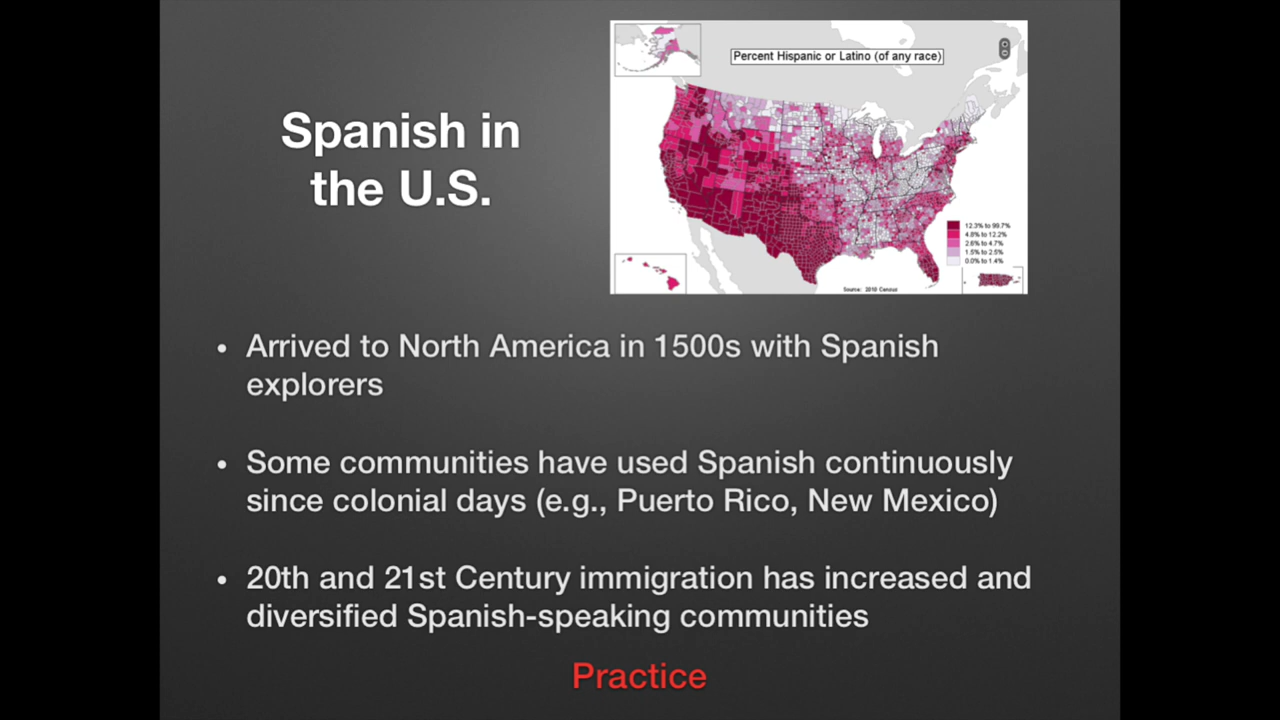 Spanish in
the U.S.
Percent Hispanic or Latino (of any race)
12.3% to 99.7%
4.8% to 12.2%
2.6% to 4.7%
1.5% to 2.5%
0.0% to 1.4%
Source: 2010 Census
• Arrived to North America in 1500s with Spanish
explorers
• Some communities have used Spanish continuously
since colonial days (e.g., Puerto Rico, New Mexico)
• 20th and 21st Century immigration has increased and
diversified Spanish-speaking communities
Practice